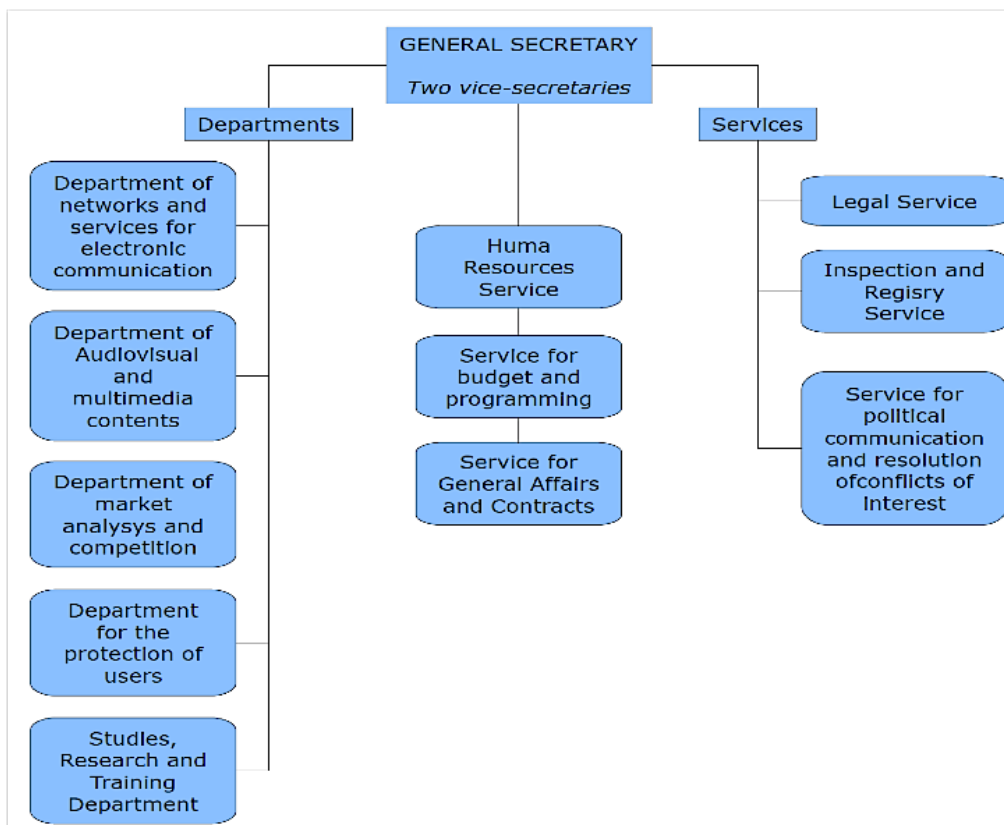 GENERAL SECRETARY
Two vice-secretaries
Departments
Services
Department of
networks and
services for
electronic
communication
Department of
Audiovisual
and
multimedia
contents
Department of
market
analysys and
competition
Department
for the
protection of
users
Studies,
Research and
Training
Department
Huma
Resources
Service
Service for
budget and
programming
Service for
General Affairs
and Contracts
Legal Service
Inspection and
Regisry
Service
Service for
political
communication
and resolution
ofconflicts of
interest